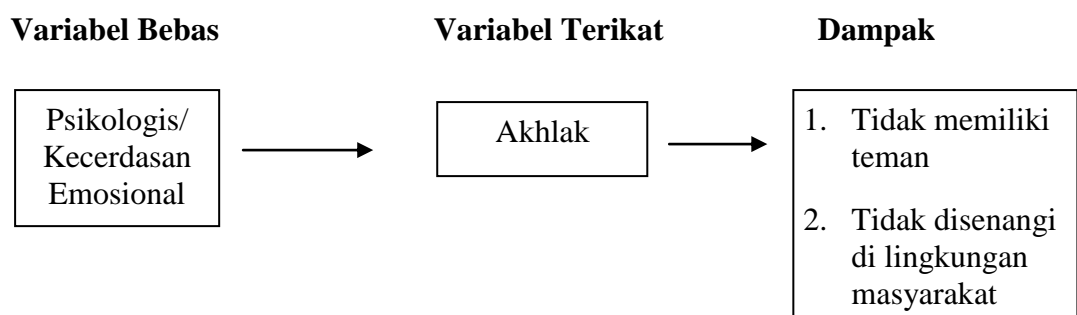 Variabel Bebas
Variabel Terikat
Dampak
Psikologis/
Kecerdasan
Emosional
Akhlak
1. Tidak memiliki
teman
2. Tidak disenangi
di lingkungan
masyarakat